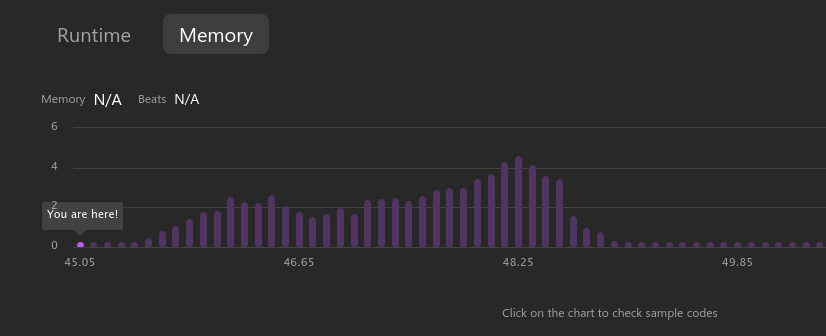 Runtime Memory
Memory N/A Beats N/A
6
4
2
You are here!
0
45.05 46.65 48.25 49.85
Click on the chart to check sample codes